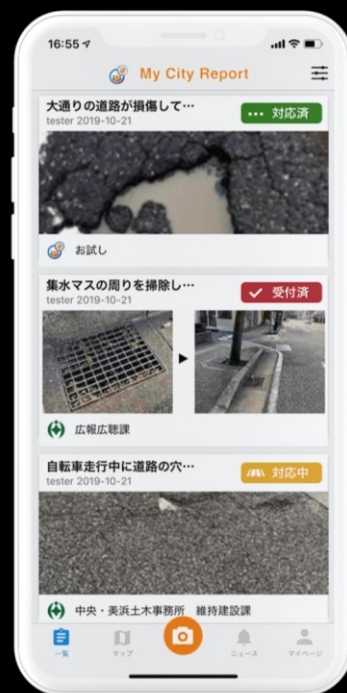 16:55
My City Report
大通りの道路が損傷して…
tester 2019-10-21
… 対応済
お試し
集水マスの周りを掃除し…
tester 2019-10-21
受付済
広報広聴課
自転車走行中に道路の穴…
tester 2019-10-21
対応中
中央・美浜土木事務所 維持建設課
一覧
マップ
ニュース
マイページ